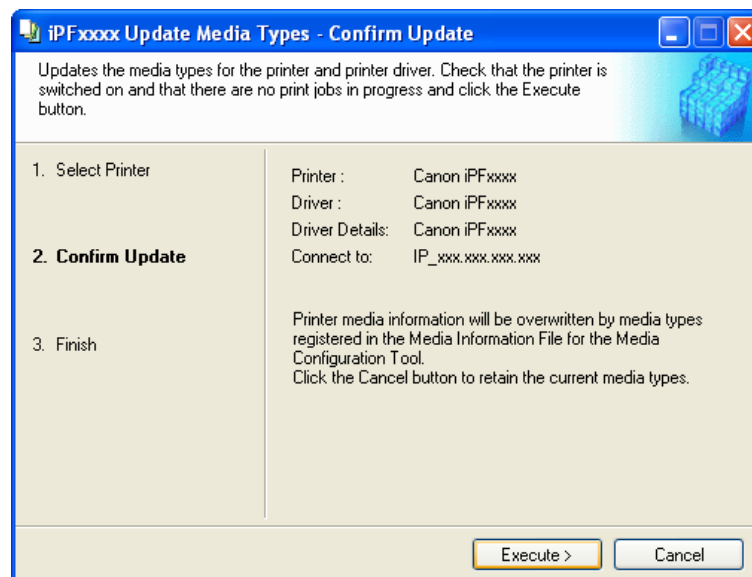 iPFxxxx Update Media Types - Confirm Update
Updates the media types for the printer and printer driver. Check that the printer is
switched on and that there are no print jobs in progress and click the Execute
button.
1. Select Printer
2. Confirm Update
3. Finish
Printer : Canon iPFxxxx
Driver : Canon iPFxxxx
Driver Details: Canon iPFxxxx
Connect to: IP_xxx.xxx.xxx.xxx
Printer media information will be overwritten by media types
registered in the Media Information File for the Media
Configuration Tool.
Click the Cancel button to retain the current media types.
Execute >
Cancel